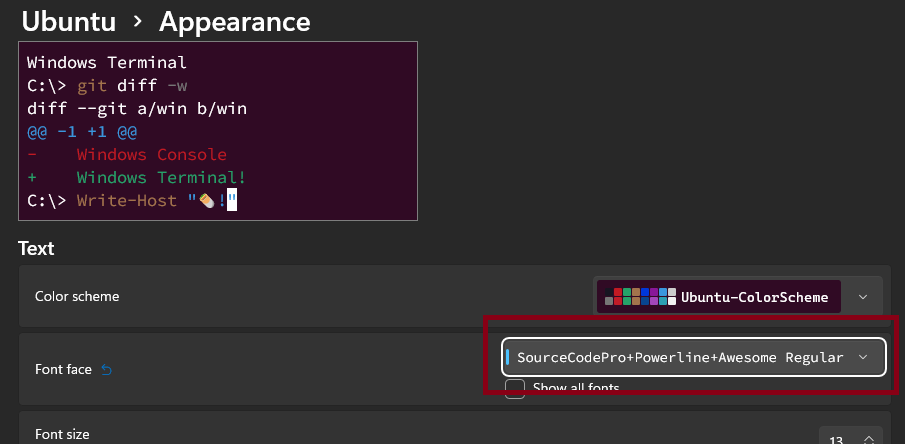 Ubuntu > Appearance
Windows Terminal
C:\> git diff -w
diff --git a/win b/win
@@ -1 +1 @@
-    Windows Console
+    Windows Terminal!
C:\> Write-Host "🌯!"
Text
Color scheme
Ubuntu-ColorScheme
Font face
SourceCodePro+Powerline+Awesome Regular
Show all fonts
Font size
13